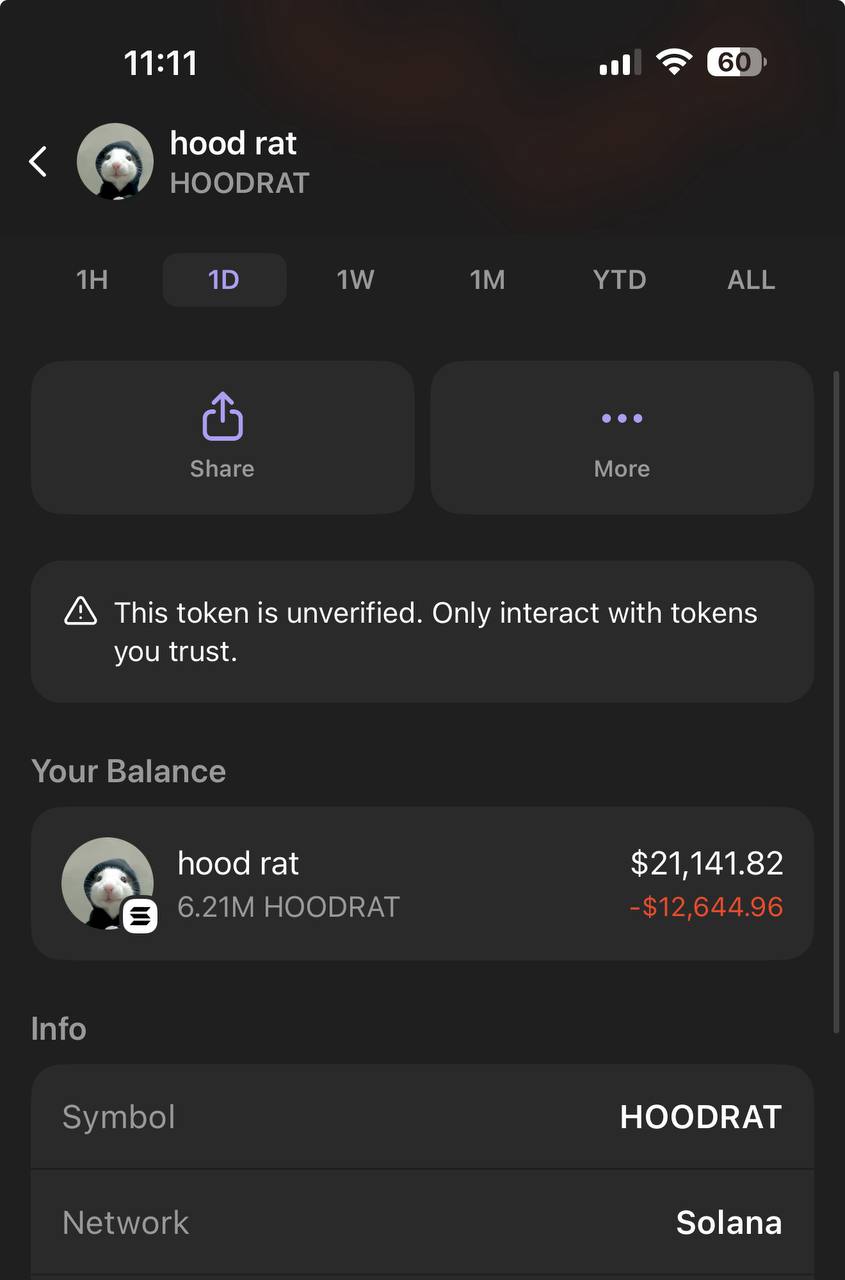 11:11
60
hood rat
HOODRAT
1H 1D 1W 1M YTD ALL
Share
More
This token is unverified. Only interact with tokens
you trust.
Your Balance
hood rat $21,141.82
6.21M HOODRAT -$12,644.96
Info
Symbol HOODRAT
Network Solana